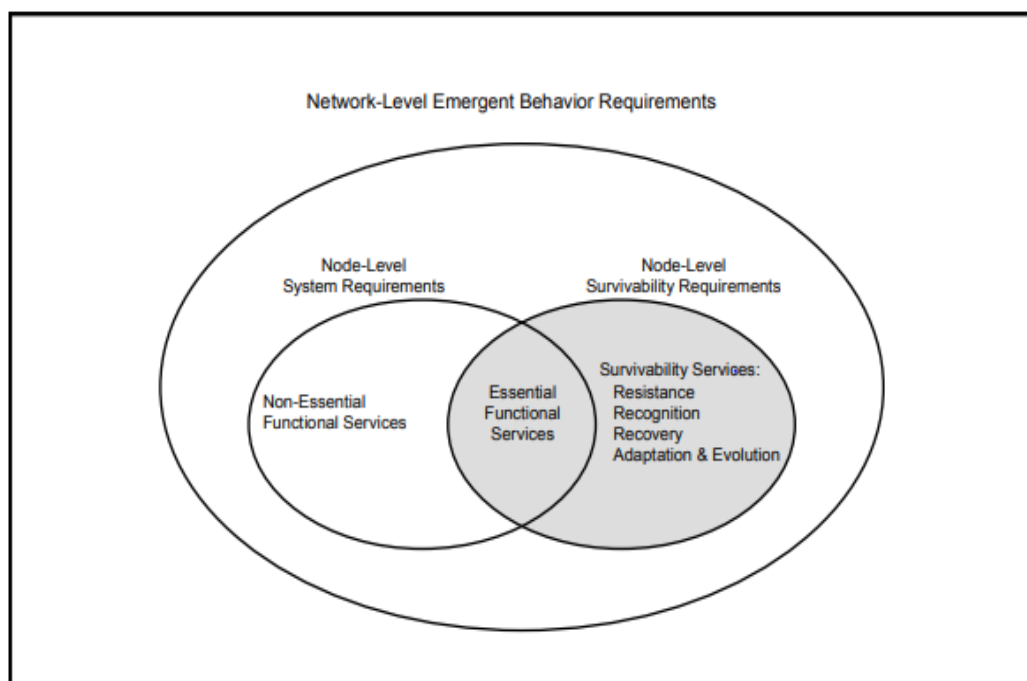 Network-Level Emergent Behavior Requirements
Node-Level
System Requirements
Node-Level
Survivability Requirements
Non-Essential
Functional Services
Essential
Functional
Services
Survivability Services:
Resistance
Recognition
Recovery
Adaptation & Evolution